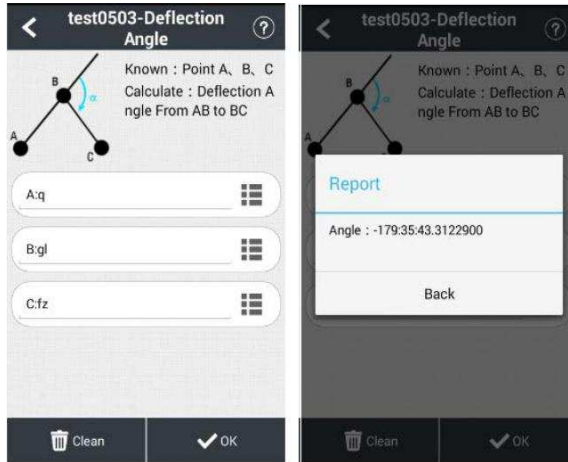 test0503-Deflection
Angle
?
Known：Point A、B、C
Calculate：Deflection A
ngle From AB to BC
B
α
A
C
A:q
B:gl
C:fz
Clean
OK
test0503-Deflection
Angle
?
Known：Point A、B、C
Calculate：Deflection A
ngle From AB to BC
B
α
A
Report
Angle：-179:35:43.3122900
Back
Clean
OK